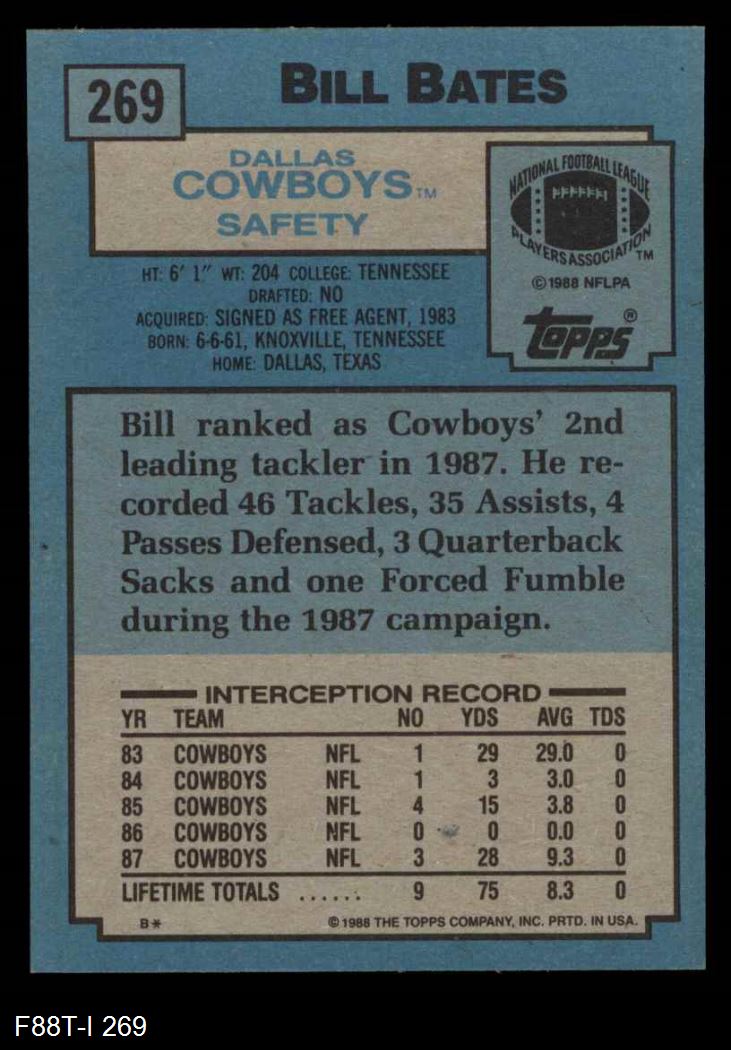 269
BILL BATES
DALLAS
COWBOYS™
SAFETY
NATIONAL FOOTBALL LEAGUE
PLAYERS ASSOCIATION™
©1988 NFLPA
Topps®
HT: 6' 1" WT: 204 COLLEGE: TENNESSEE
DRAFTED: NO
ACQUIRED: SIGNED AS FREE AGENT, 1983
BORN: 6-6-61, KNOXVILLE, TENNESSEE
HOME: DALLAS, TEXAS
Bill ranked as Cowboys' 2nd
leading tackler in 1987. He re-
corded 46 Tackles, 35 Assists, 4
Passes Defensed, 3 Quarterback
Sacks and one Forced Fumble
during the 1987 campaign.
INTERCEPTION RECORD
YR TEAM NO YDS AVG TDS
83 COWBOYS NFL 1 29 29.0 0
84 COWBOYS NFL 1 3 3.0 0
85 COWBOYS NFL 4 15 3.8 0
86 COWBOYS NFL 0 0 0.0 0
87 COWBOYS NFL 3 28 9.3 0
LIFETIME TOTALS ...... 9 75 8.3 0
B* ©1988 THE TOPPS COMPANY, INC. PRTD. IN USA.
F88T-I 269